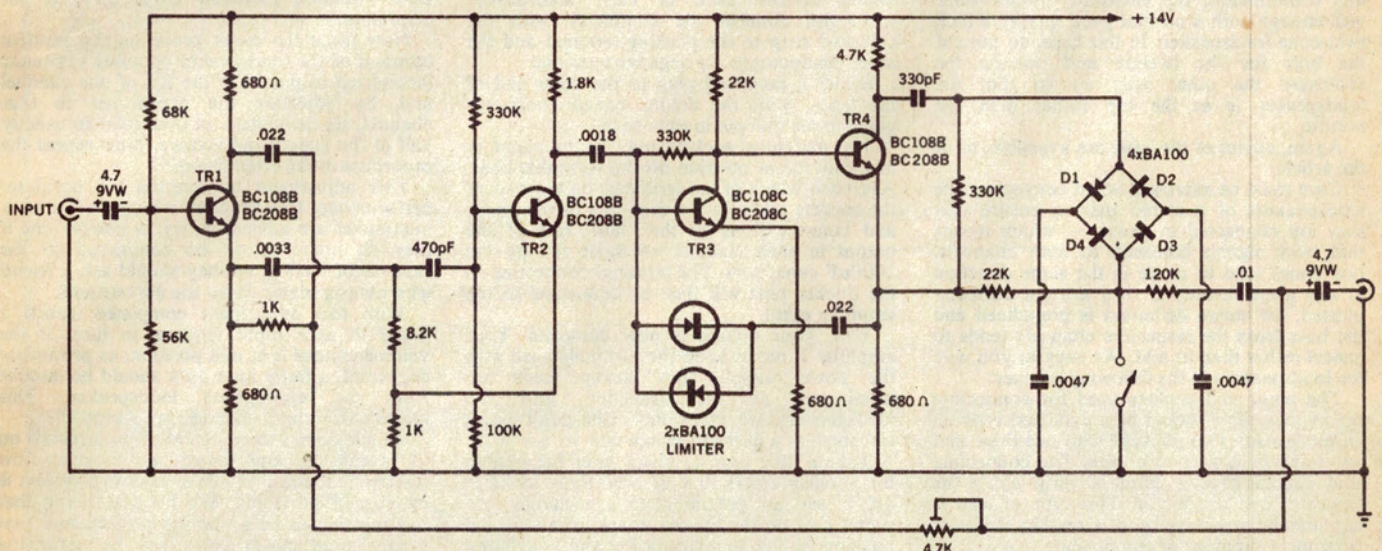 + 14V
4.7K
330pF
680Ω
68K
330K
1.8K
22K
.022
.0018
330K
TR4
BC108B
BC208B
330K
4xBA100
D1
D2
D4
D3
4.7
9VW
+
-
INPUT
TR1
BC108B
BC208B
BC108B
BC208B
TR2
BC108C
BC208C
TR3
.0033
470pF
22K
120K
.01
4.7
9VW
+
-
1K
56K
8.2K
.022
.0047
.0047
680Ω
1K
100K
680Ω
680Ω
2xBA100
LIMITER
4.7K